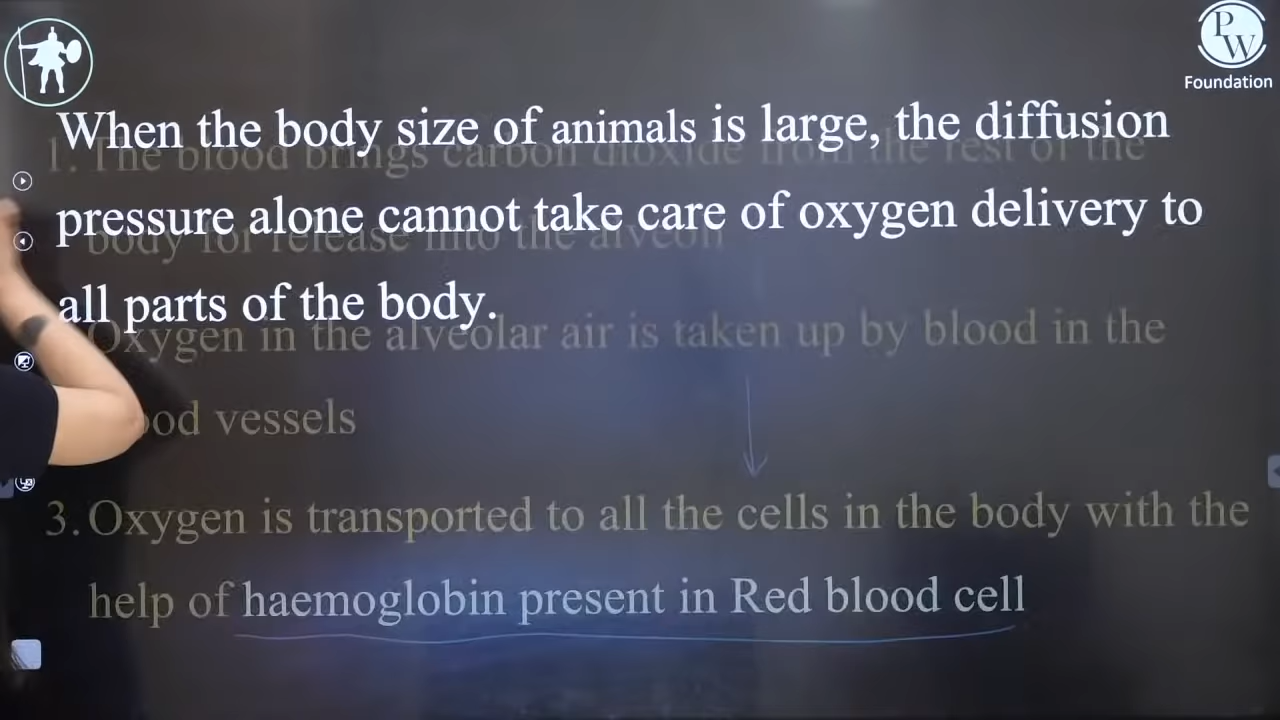 PW
Foundation
When the body size of animals is large, the diffusion
1. The blood brings carbon dioxide from the rest of the
pressure alone cannot take care of oxygen delivery to
body for release into the alveoli
all parts of the body.
Oxygen in the alveolar air is taken up by blood in the
vessels
3. Oxygen is transported to all the cells in the body with the
help of haemoglobin present in Red blood cell